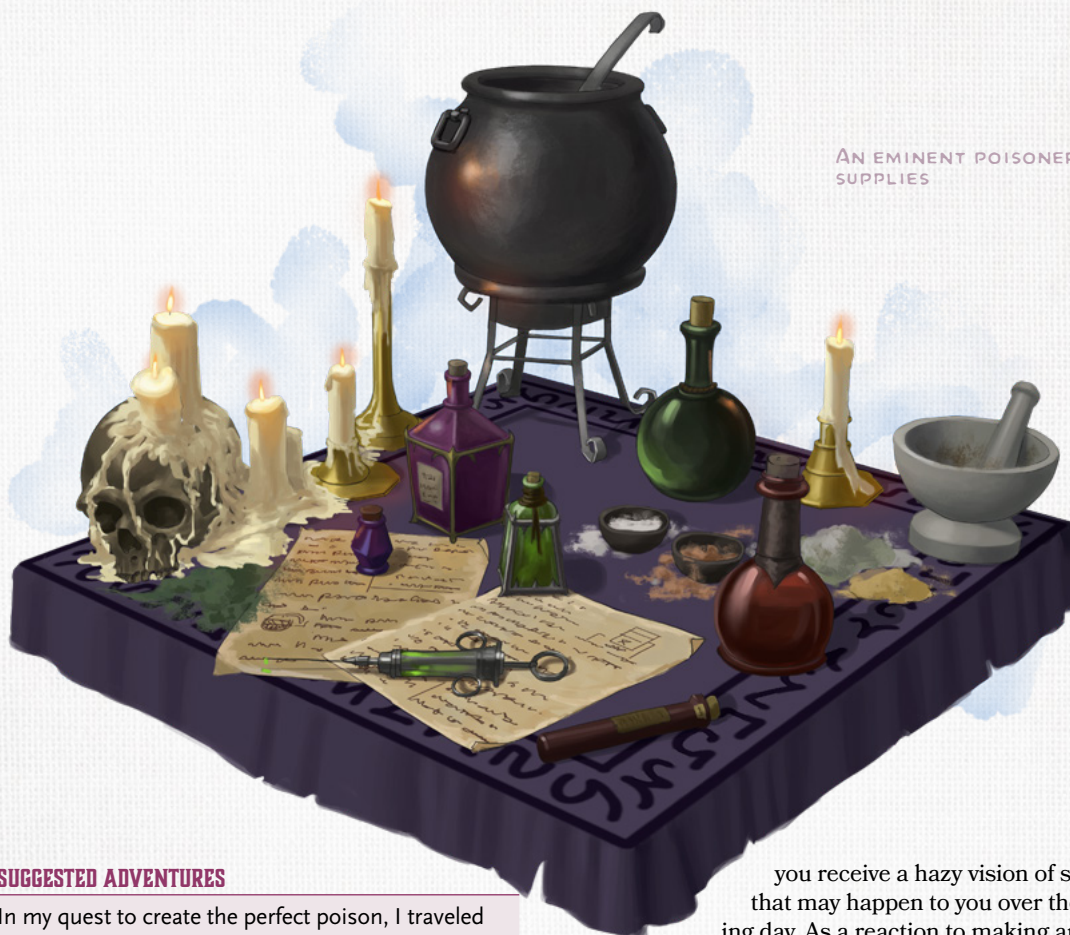 AN EMINENT POISONER
SUPPLIES
SUGGESTED ADVENTURES
In my quest to create the perfect poison, I traveled
you receive a hazy vision of
that may happen to you over
ing day. As a reaction to making